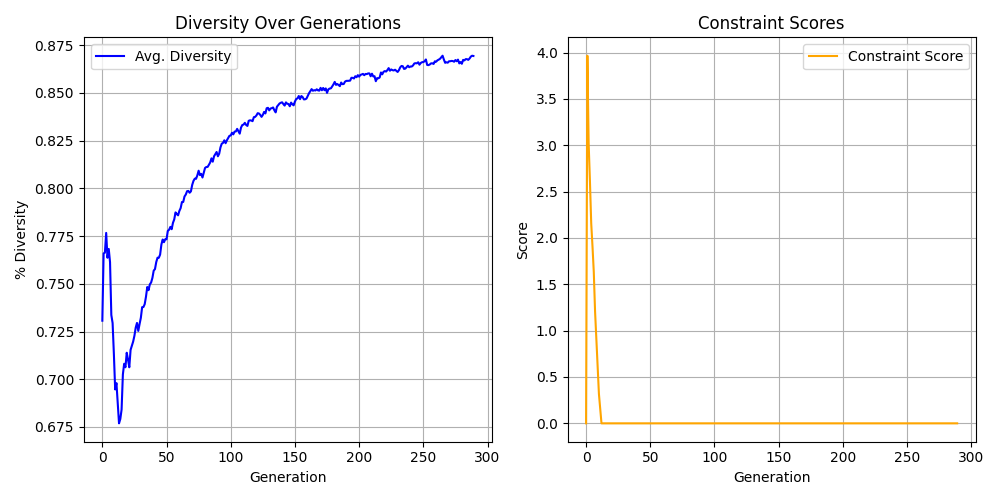 Diversity Over Generations
Avg. Diversity
% Diversity
0.875
0.850
0.825
0.800
0.775
0.750
0.725
0.700
0.675
0 50 100 150 200 250 300
Generation
Constraint Scores
Constraint Score
Score
4.0
3.5
3.0
2.5
2.0
1.5
1.0
0.5
0.0
0 50 100 150 200 250 300
Generation